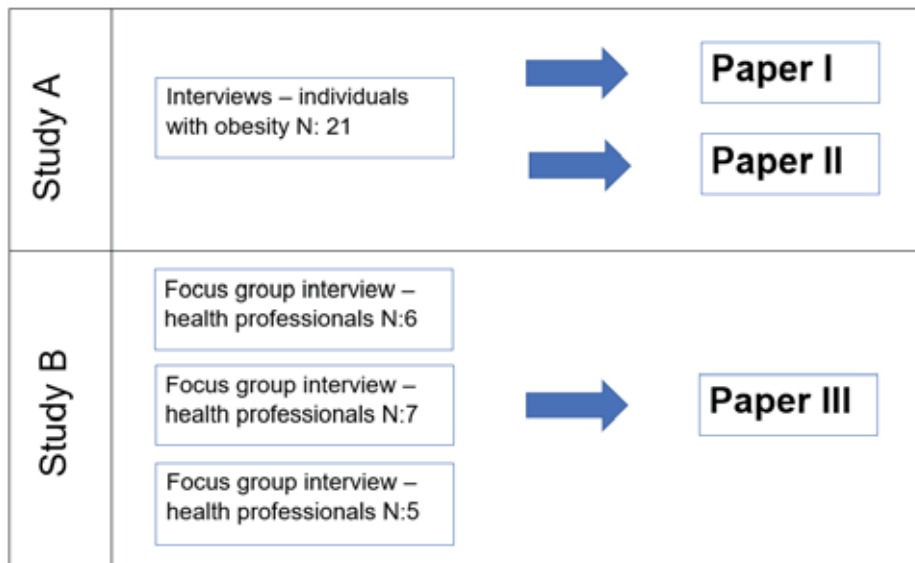 Study A
Interviews – individuals
with obesity N: 21
Paper I
Paper II
Study B
Focus group interview –
health professionals N:6
Focus group interview –
health professionals N:7
Focus group interview –
health professionals N:5
Paper III